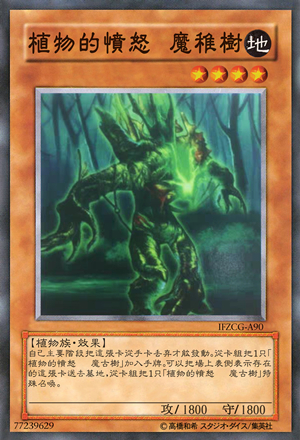 植物的憤怒 魔稚樹 地
IFZCG-A90
【植物族・效果】
自己主要階段把這張卡從手卡去弃才能發動。從卡組把1只「
植物的憤怒 魔古樹」加入手牌。可以把場上表側表示存在
的這張卡送去墓地,從卡組把1只「植物的憤怒 魔古樹」特
殊召喚。
攻/1800 守/1800
77239629 ©高橋和希 スタジオ・ダイス/集英社